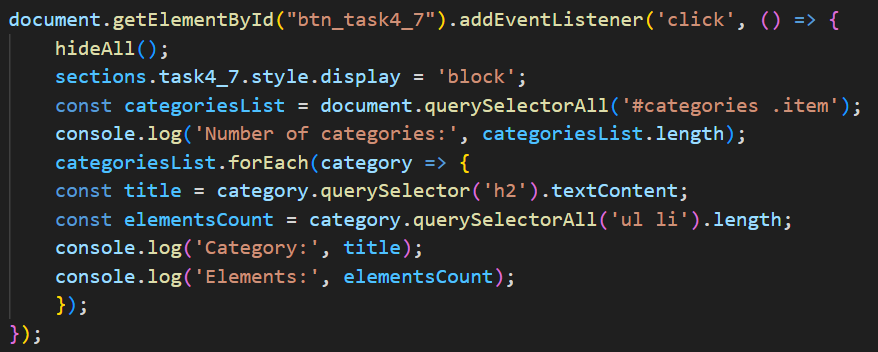 document.getElementById("btn_task4_7").addEventListener('click', () => {
    hideAll();
    sections.task4_7.style.display = 'block';
    const categoriesList = document.querySelectorAll('#categories .item');
    console.log('Number of categories:', categoriesList.length);
    categoriesList.forEach(category => {
    const title = category.querySelector('h2').textContent;
    const elementsCount = category.querySelectorAll('ul li').length;
    console.log('Category:', title);
    console.log('Elements:', elementsCount);
    });
});